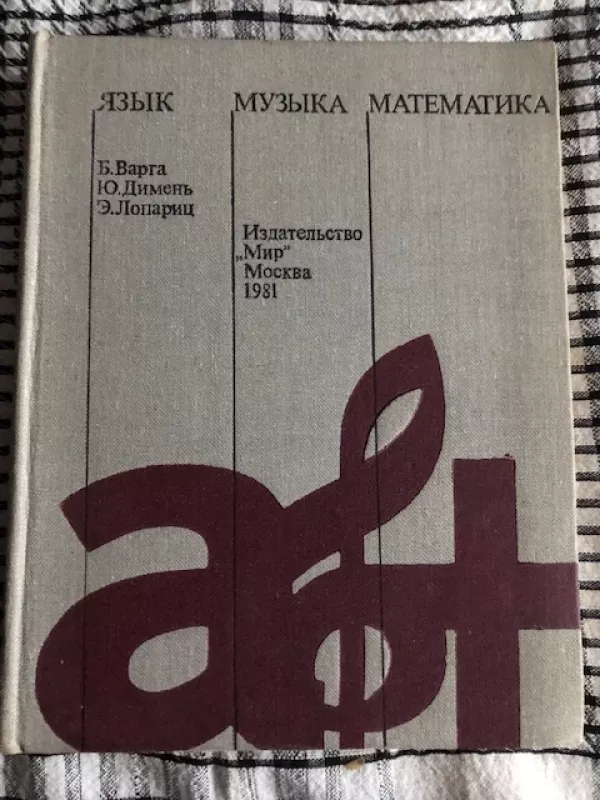 ЯЗЫК МУЗЫКА МАТЕМАТИКА
Б.Варга
Ю.Димень
Э.Лопариц
Издательство
„Мир"
Москва
1981
a +